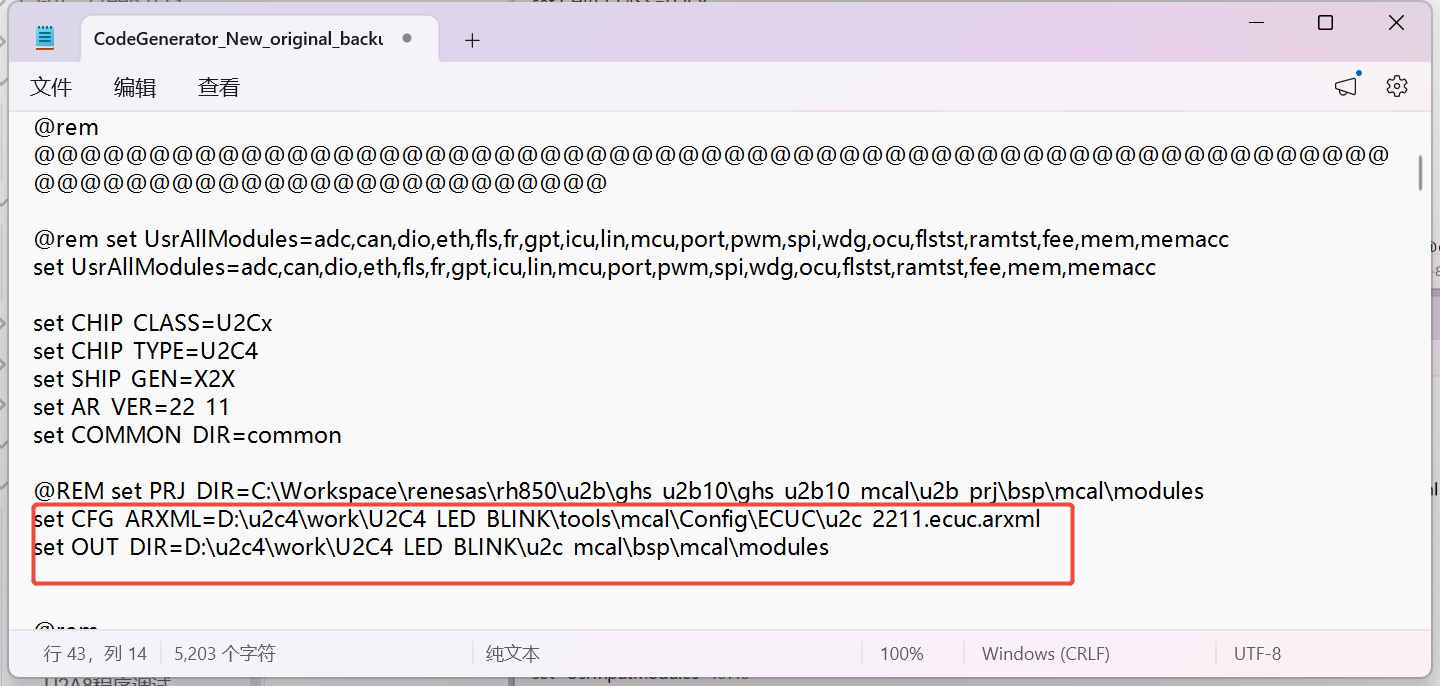 CodeGenerator_New_original_backu
文件 编辑 查看
@rem
@@@@@@@@@@@@@@@@@@@@@@@@@@@@@@@@@@@@@@@@@@@@@@@@@@@@@@@@@@@
@@@@@@@@@@@@@@@@@@@@@@@@@
@rem set UsrAllModules=adc,can,dio,eth,fls,fr,gpt,icu,lin,mcu,port,pwm,spi,wdg,ocu,flstst,ramtst,fee,mem,memacc
set UsrAllModules=adc,can,dio,eth,fls,fr,gpt,icu,lin,mcu,port,pwm,spi,wdg,ocu,flstst,ramtst,fee,mem,memacc
set CHIP_CLASS=U2Cx
set CHIP_TYPE=U2C4
set SHIP_GEN=X2X
set AR_VER=22_11
set COMMON_DIR=common
@REM set PRJ_DIR=C:\Workspace\renesas\rh850\u2b\ghs_u2b10\ghs_u2b10_mcal\u2b_prj\bsp\mcal\modules
set CFG_ARXML=D:\u2c4\work\U2C4_LED_BLINK\tools\mcal\Config\ECUC\u2c_2211.ecuc.arxml
set OUT_DIR=D:\u2c4\work\U2C4_LED_BLINK\u2c_mcal\bsp\mcal\modules
@rem
行 43，列 14 5,203 个字符 纯文本 100% Windows (CRLF) UTF-8